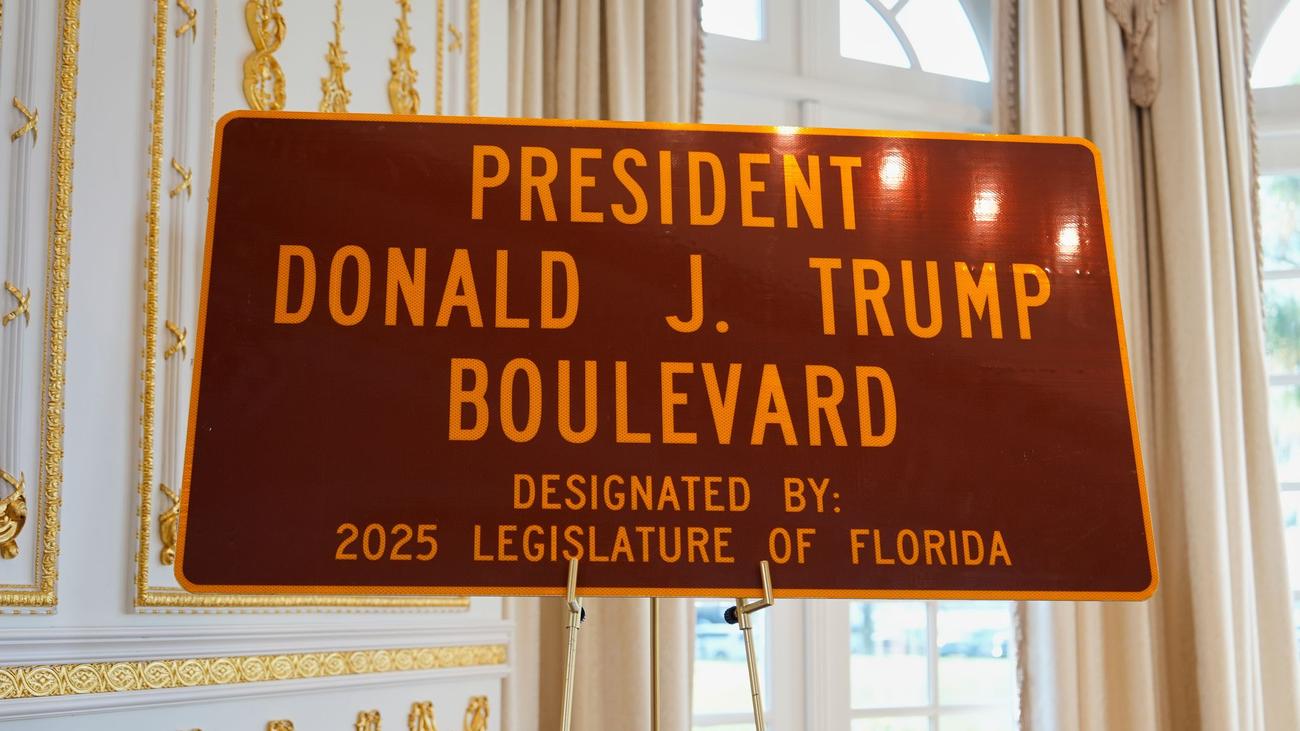 PRESIDENT
DONALD J. TRUMP
BOULEVARD
DESIGNATED BY:
2025 LEGISLATURE OF FLORIDA